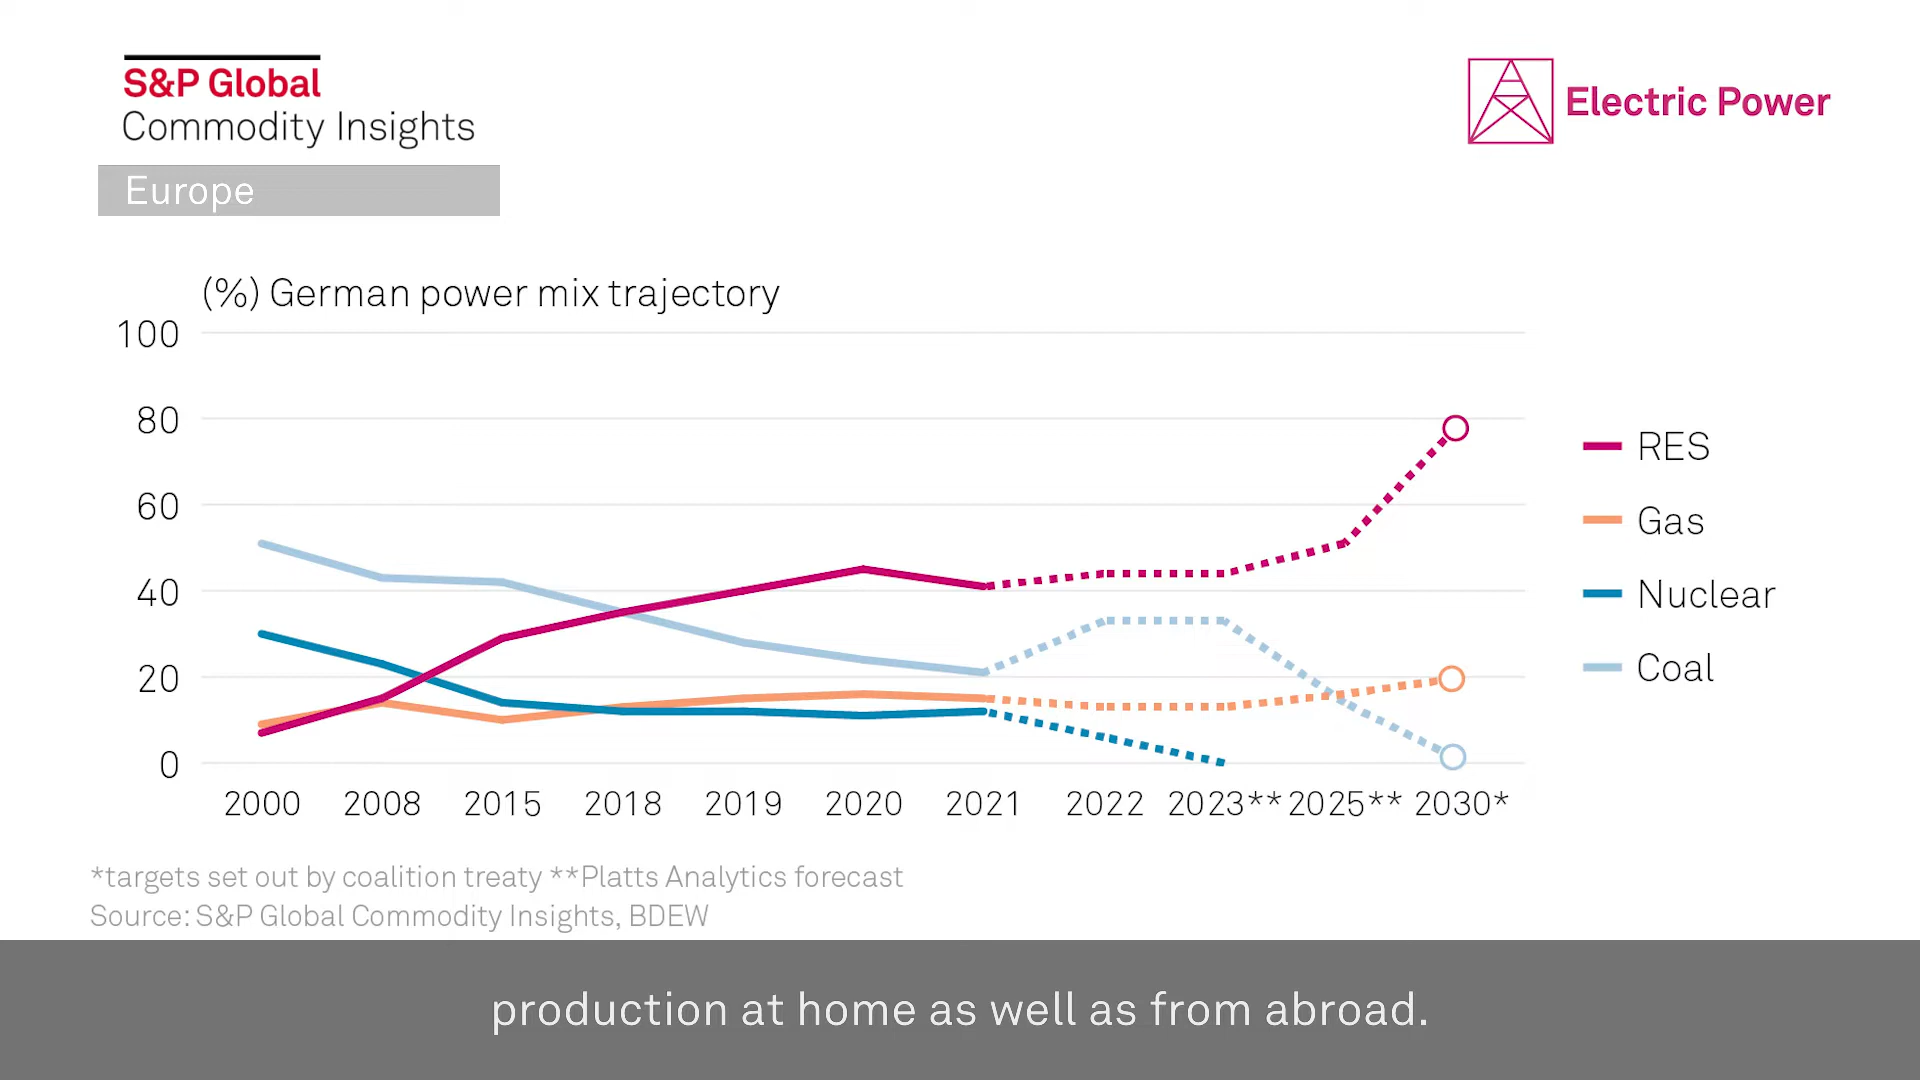 S&P Global
Commodity Insights
Electric Power
Europe
(%) German power mix trajectory
100
80
60
40
20
0
2000 2008 2015 2018 2019 2020 2021 2022 2023** 2025** 2030*
RES
Gas
Nuclear
Coal
*targets set out by coalition treaty **Platts Analytics forecast
Source: S&P Global Commodity Insights, BDEW
production at home as well as from abroad.